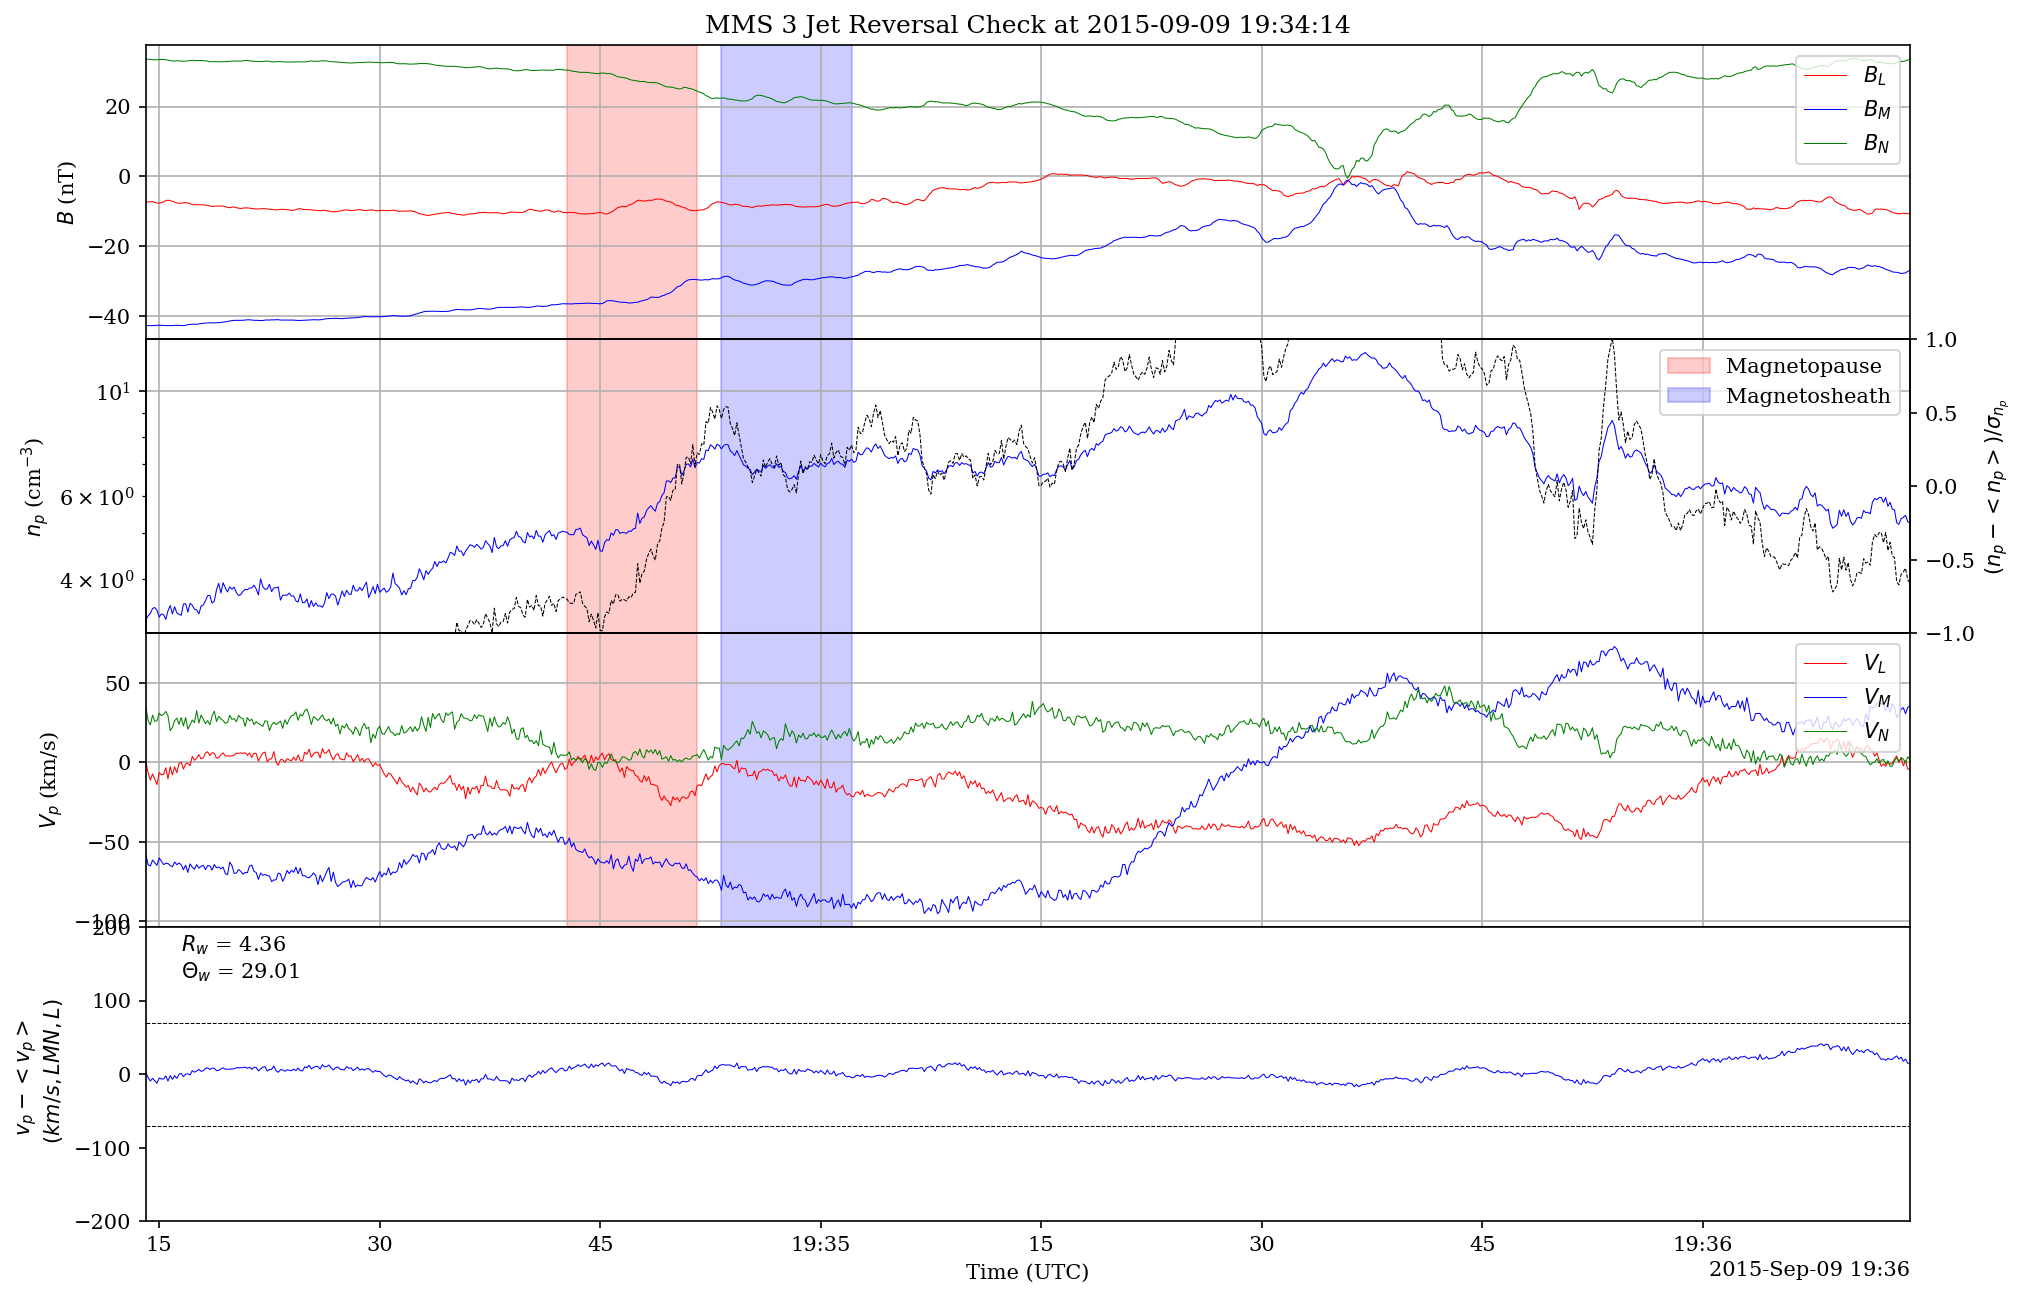 MMS 3 Jet Reversal Check at 2015-09-09 19:34:14
B (nT)
20
0
−20
−40
B_L
B_M
B_N
n_p (cm^{−3})
10^1
6 × 10^0
4 × 10^0
Magnetopause
Magnetosheath
1.0
0.5
0.0
−0.5
−1.0
(n_p − < n_p >)/σ_{n_p}
V_p (km/s)
50
0
−50
−100
V_L
V_M
V_N
v_p − < v_p >
(km/s, LMN, L)
200
100
0
−100
−200
R_w = 4.36
Θ_w = 29.01
15 30 45 19:35 15 30 45 19:36
Time (UTC)
2015-Sep-09 19:36